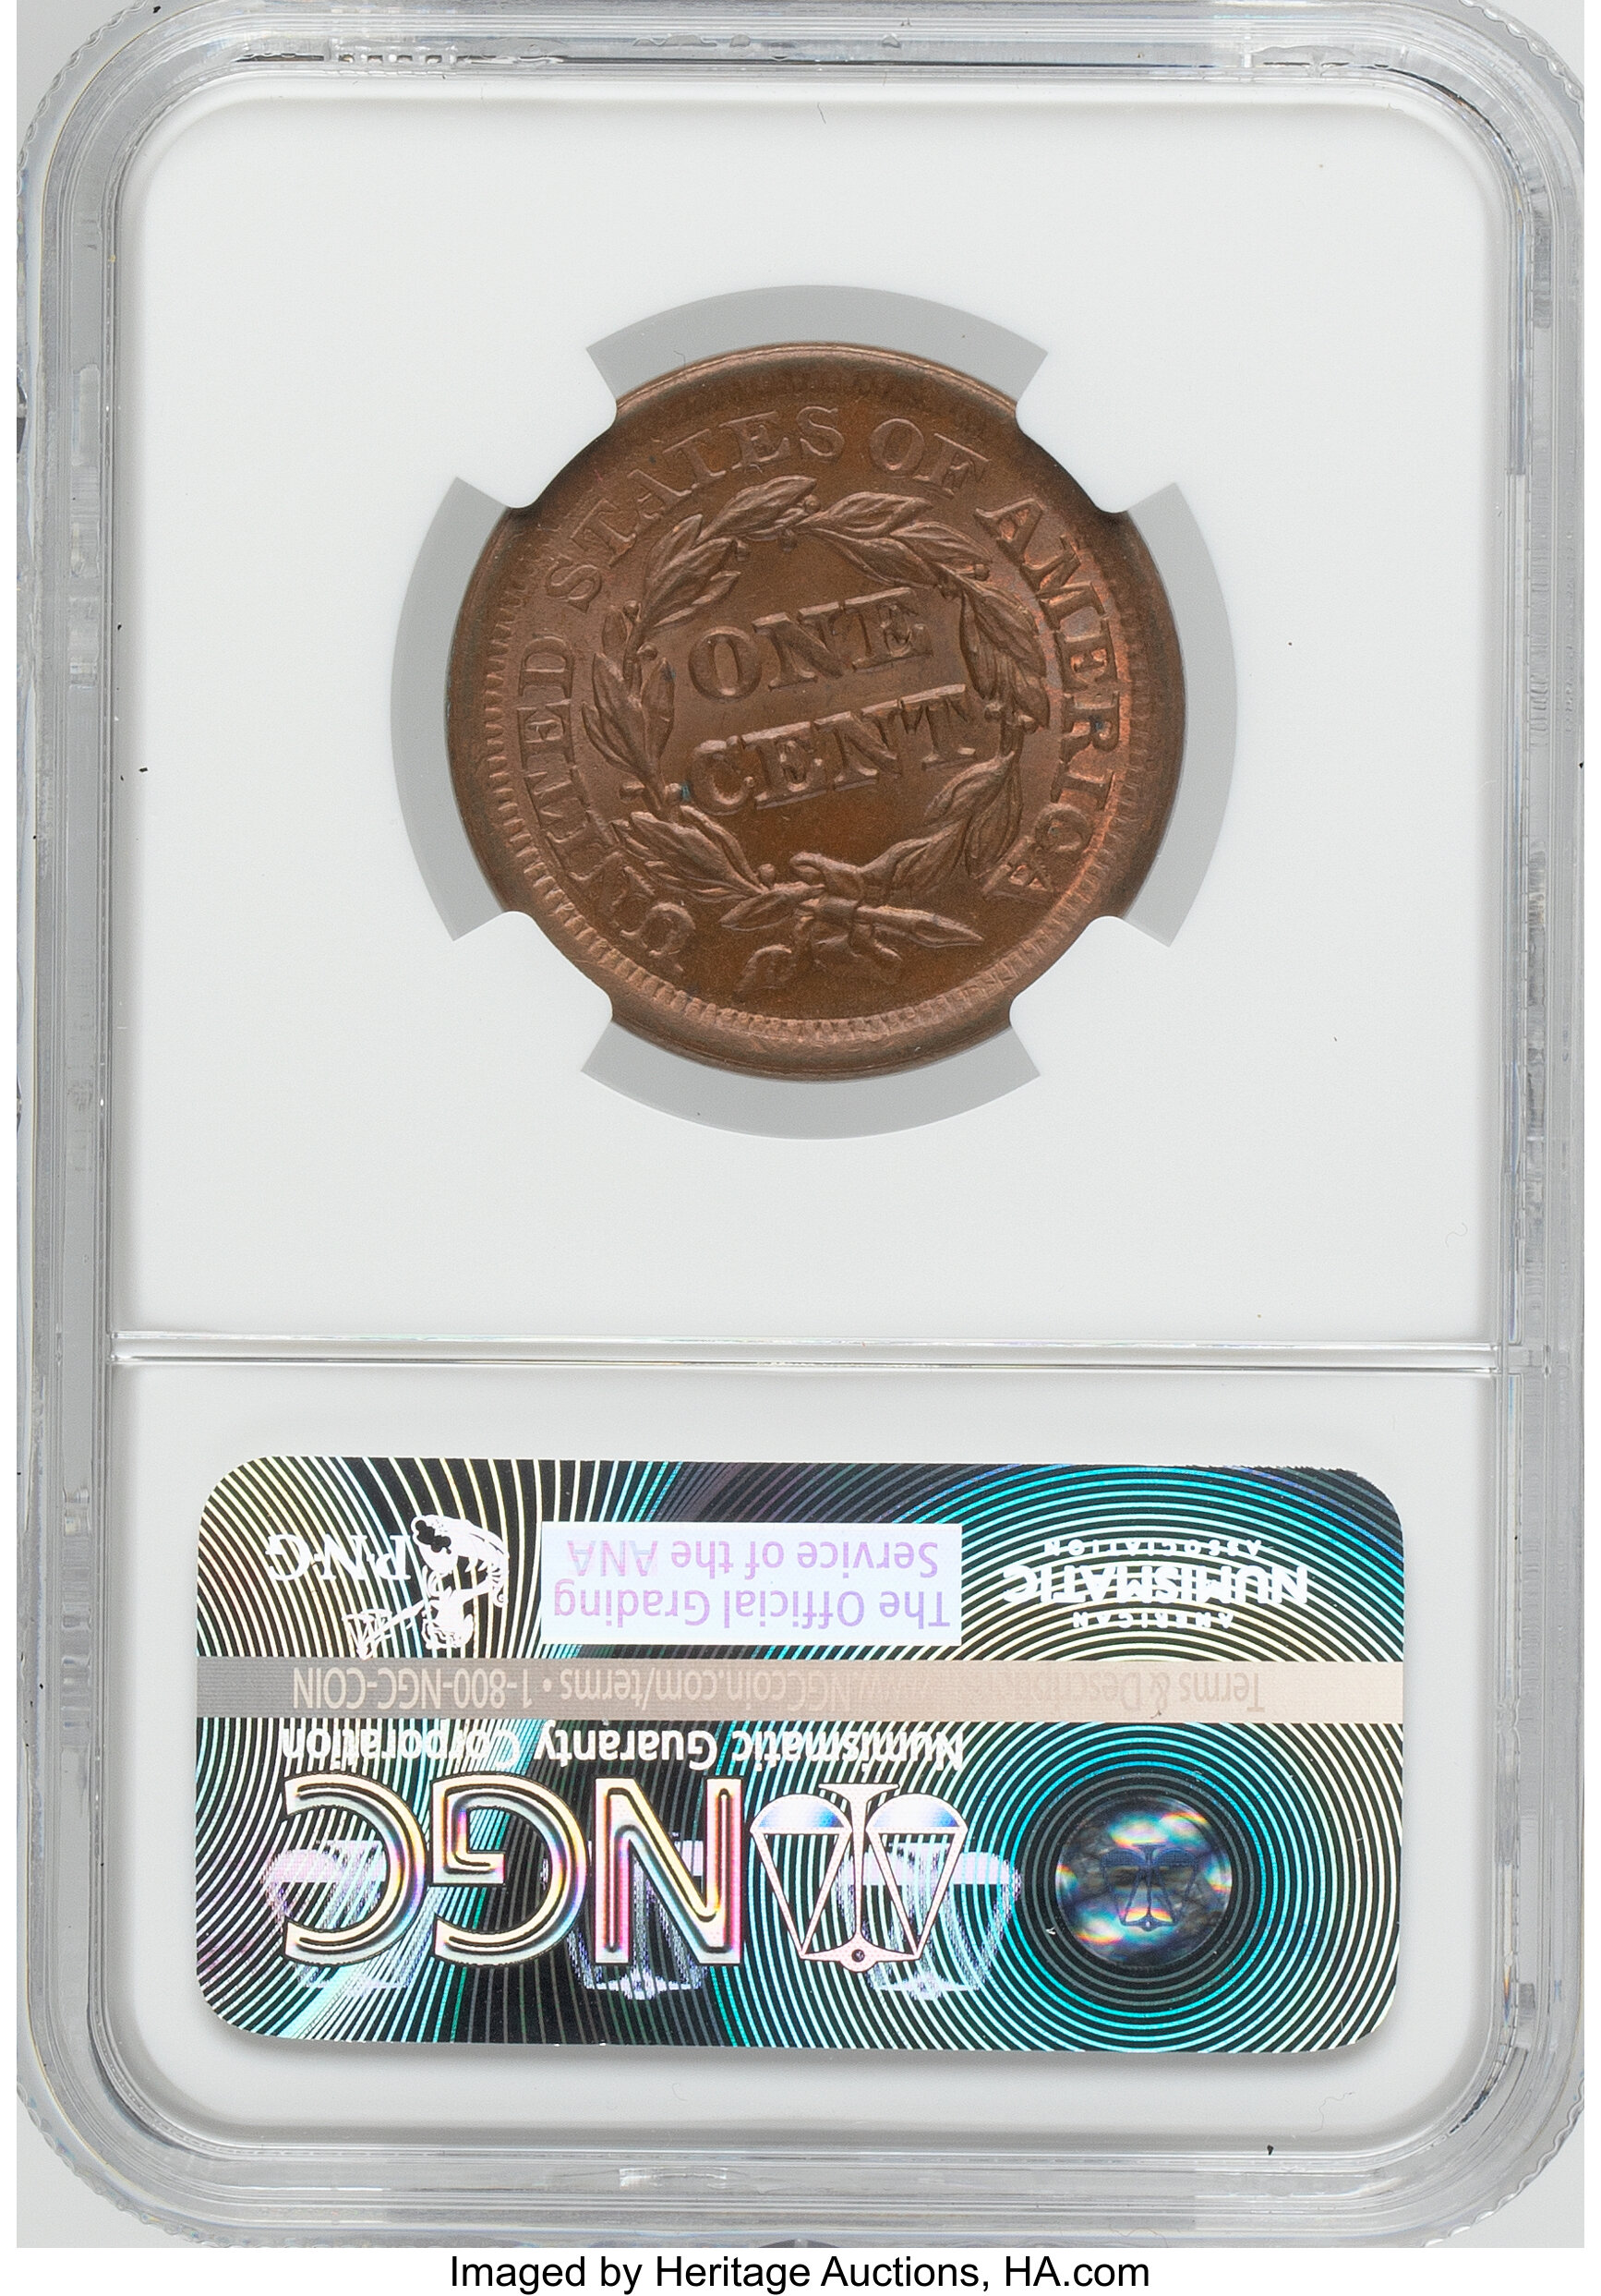 UNITED STATES OF AMERICA
ONE
CENT
NGC
Numismatic Guaranty Corporation
Terms &   www.NGCcoin.com/terms • 1-800-NGC-COIN
AMERICAN
NUMISMATIC
ASSOCIATION
The Official Grading
Service of the ANA
P·N·G
Imaged by Heritage Auctions, HA.com